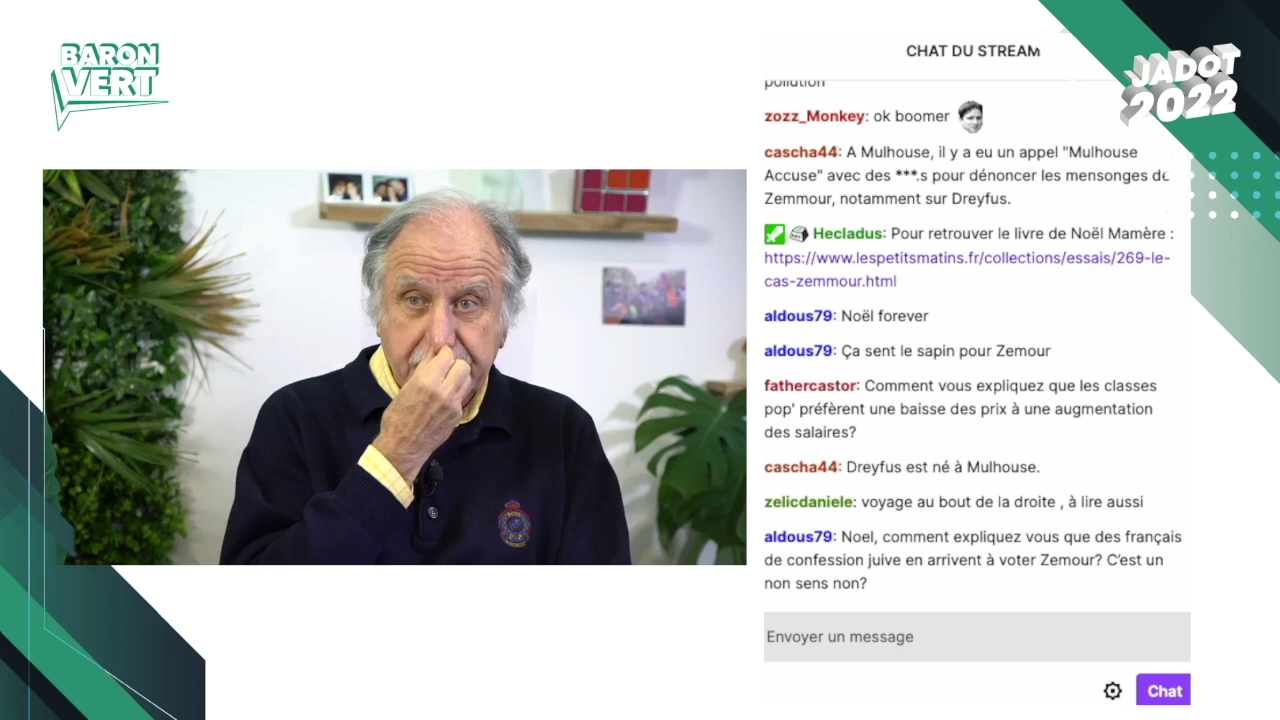 BARON
VERT
CHAT DU STREAM
JADOT
2022
pollution
zozz_Monkey: ok boomer
cascha44: A Mulhouse, il y a eu un appel "Mulhouse
Accuse" avec des ***.s pour dénoncer les mensonges de
Zemmour, notamment sur Dreyfus.
Hecladus: Pour retrouver le livre de Noël Mamère :
https://www.lespetitsmatins.fr/collections/essais/269-le-
cas-zemmour.html
aldous79: Noël forever
aldous79: Ça sent le sapin pour Zemour
fathercastor: Comment vous expliquez que les classes
pop' préfèrent une baisse des prix à une augmentation
des salaires?
cascha44: Dreyfus est né à Mulhouse.
zelicdaniele: voyage au bout de la droite , à lire aussi
aldous79: Noel, comment expliquez vous que des français
de confession juive en arrivent à voter Zemour? C'est un
non sens non?
Envoyer un message
Chat